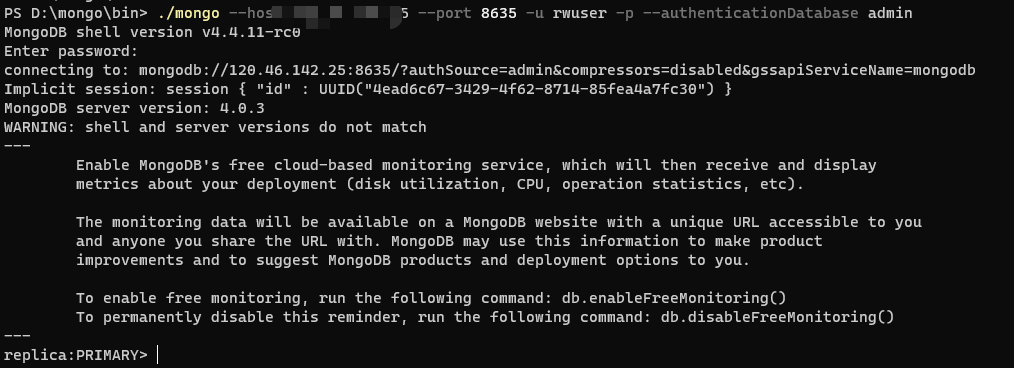 PS D:\mongo\bin> ./mongo --hos 5 --port 8635 -u rwuser -p --authenticationDatabase admin
MongoDB shell version v4.4.11-rc0
Enter password:
connecting to: mongodb://120.46.142.25:8635/?authSource=admin&compressors=disabled&gssapiServiceName=mongodb
Implicit session: session { "id" : UUID("4ead6c67-3429-4f62-8714-85fea4a7fc30") }
MongoDB server version: 4.0.3
WARNING: shell and server versions do not match
---
Enable MongoDB's free cloud-based monitoring service, which will then receive and display
metrics about your deployment (disk utilization, CPU, operation statistics, etc).
The monitoring data will be available on a MongoDB website with a unique URL accessible to you
and anyone you share the URL with. MongoDB may use this information to make product
improvements and to suggest MongoDB products and deployment options to you.
To enable free monitoring, run the following command: db.enableFreeMonitoring()
To permanently disable this reminder, run the following command: db.disableFreeMonitoring()
---
replica:PRIMARY>